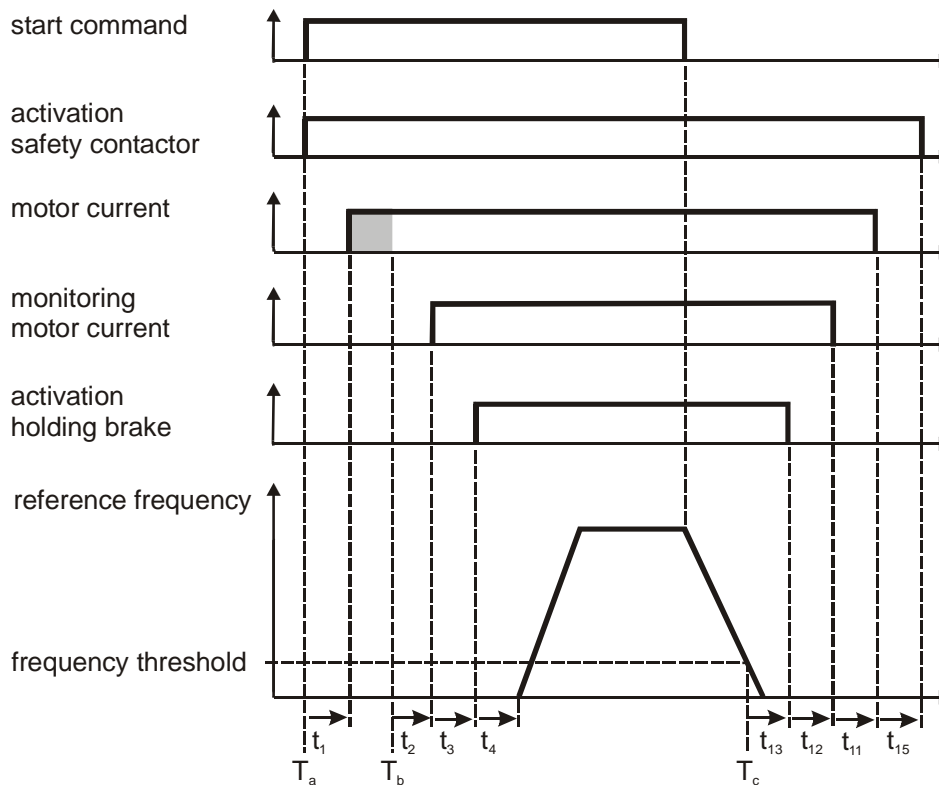 start command
activation
safety contactor
motor current
monitoring
motor current
activation
holding brake
reference frequency
frequency threshold
t1 t2 t3 t4 t13 t12 t11 t15
Ta Tb Tc